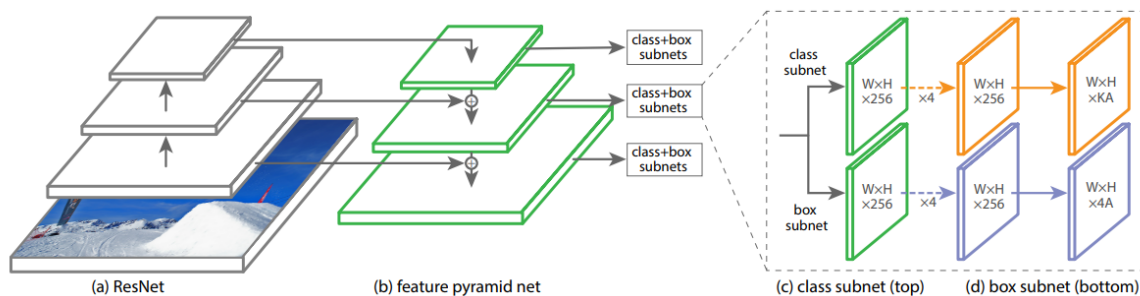 class+box
subnets
class+box
subnets
class+box
subnets
class
subnet
W×H
×256
×4
W×H
×256
W×H
×KA
box
subnet
W×H
×256
×4
W×H
×256
W×H
×4A
(a) ResNet
(b) feature pyramid net
(c) class subnet (top)
(d) box subnet (bottom)